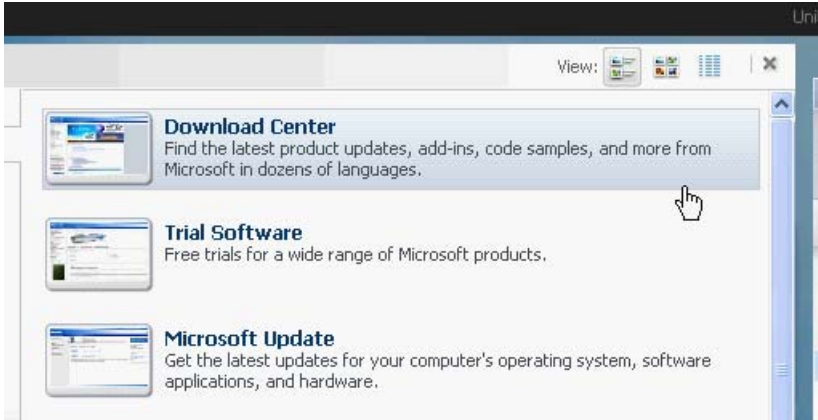 Uni
View:
Download Center
Find the latest product updates, add-ins, code samples, and more from
Microsoft in dozens of languages.
Trial Software
Free trials for a wide range of Microsoft products.
Microsoft Update
Get the latest updates for your computer's operating system, software
applications, and hardware.